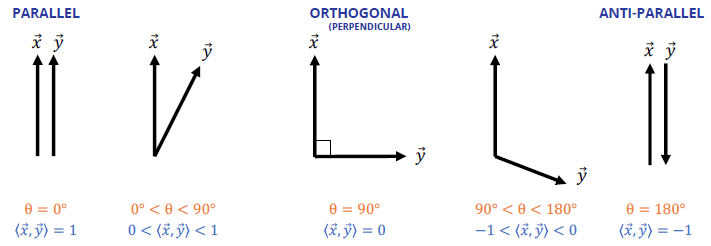 PARALLEL
ORTHOGONAL
(PERPENDICULAR)
ANTI-PARALLEL
x⃗ y⃗
x⃗
y⃗
x⃗
y⃗
x⃗
y⃗
x⃗ y⃗
θ = 0°
0° < θ < 90°
θ = 90°
90° < θ < 180°
θ = 180°
⟨x⃗, y⃗⟩ = 1
0 < ⟨x⃗, y⃗⟩ < 1
⟨x⃗, y⃗⟩ = 0
−1 < ⟨x⃗, y⃗⟩ < 0
⟨x⃗, y⃗⟩ = −1